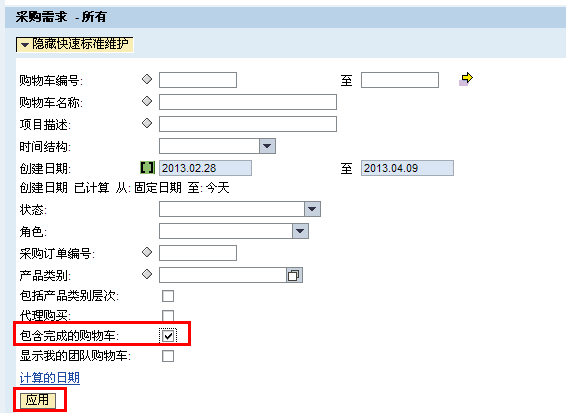 采购需求 - 所有
隐藏快速标准维护
购物车编号: 至
购物车名称:
项目描述:
时间结构:
创建日期: 2013.02.28 至 2013.04.09
创建日期 已计算 从: 固定日期 至: 今天
状态:
角色:
采购订单编号:
产品类别:
包括产品类别层次:
代理购买:
包含完成的购物车:
显示我的团队购物车:
计算的日期
应用